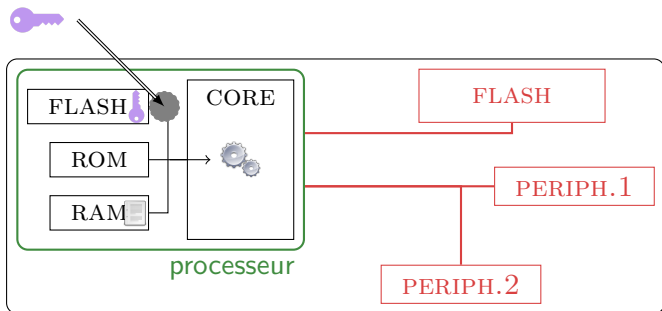 FLASH
CORE
FLASH
ROM
PERIPH.1
RAM
processeur
PERIPH.2